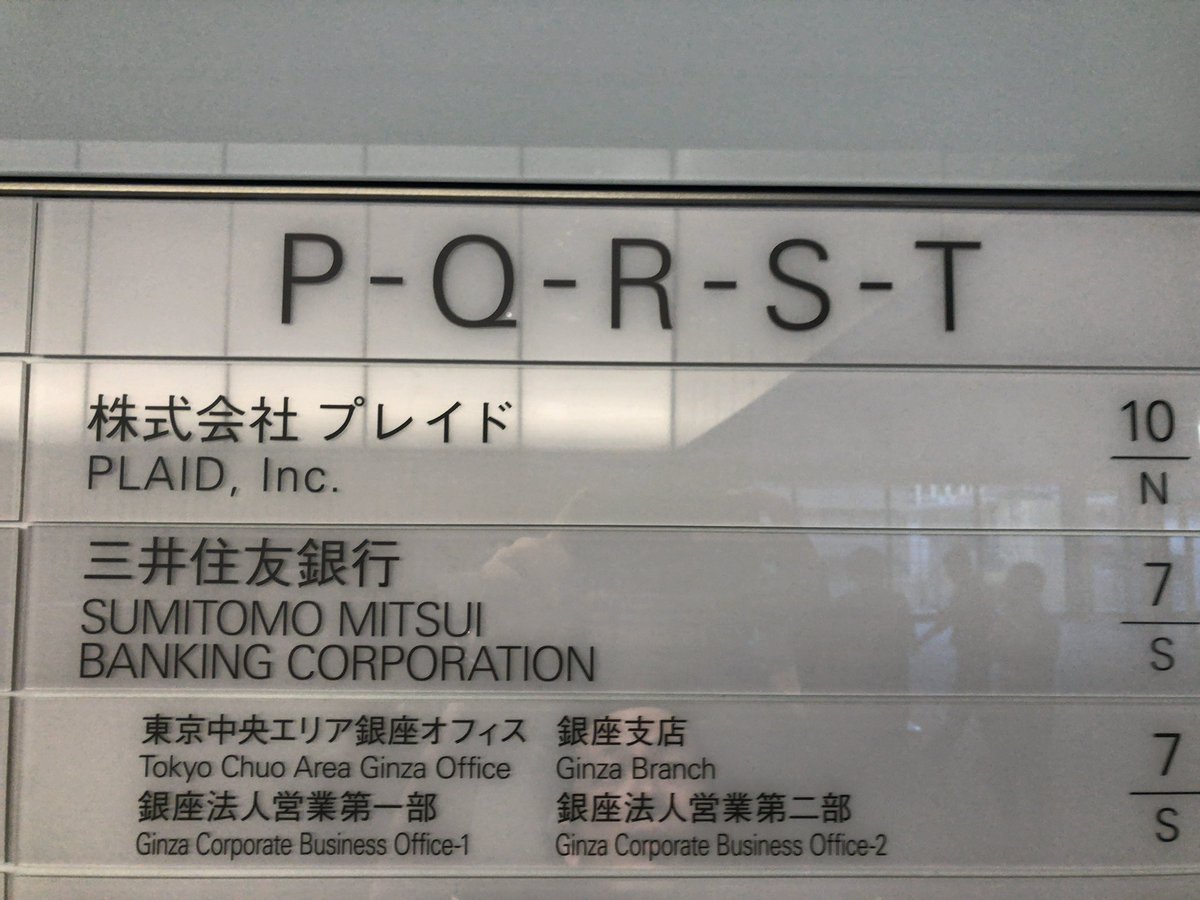 P-Q-R-S-T
株式会社 プレイド
PLAID, Inc.
10
N
三井住友銀行
SUMITOMO MITSUI
BANKING CORPORATION
7
S
東京中央エリア銀座オフィス 銀座支店
Tokyo Chuo Area Ginza Office Ginza Branch
銀座法人営業第一部 銀座法人営業第二部
Ginza Corporate Business Office-1 Ginza Corporate Business Office-2
7
S